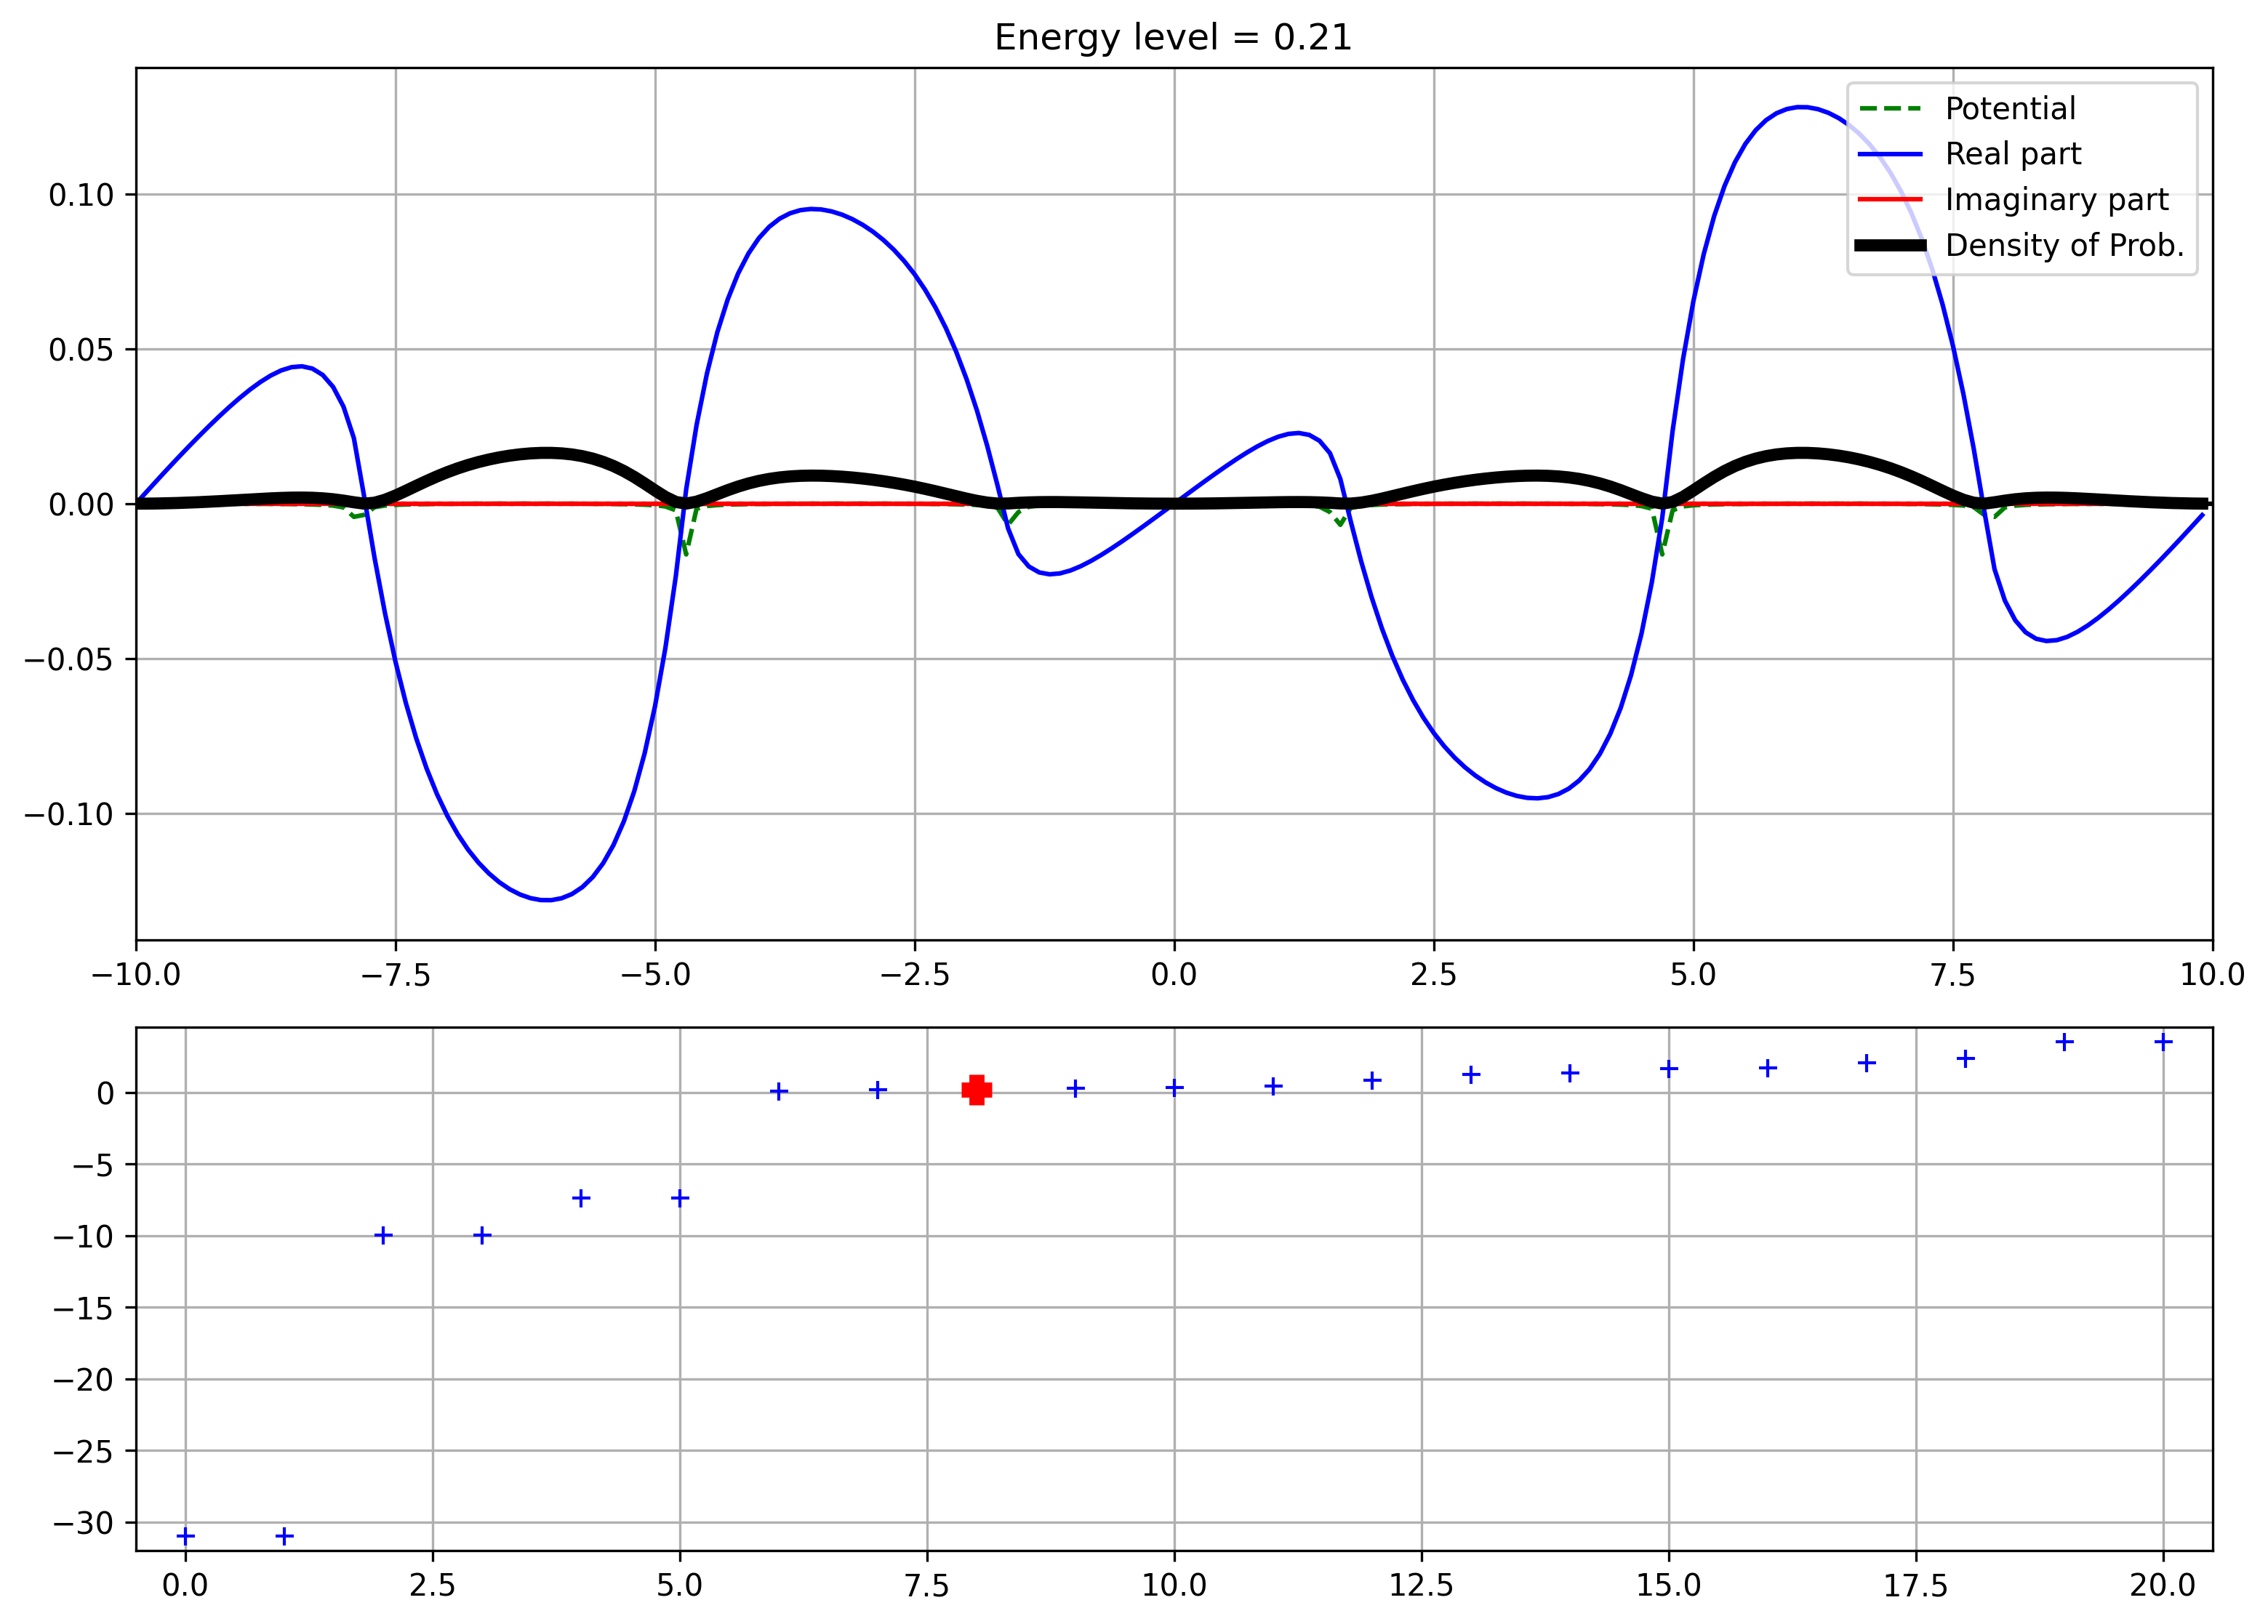 Energy level = 0.21
Potential
Real part
Imaginary part
Density of Prob.
0.10
0.05
0.00
−0.05
−0.10
−10.0 −7.5 −5.0 −2.5 0.0 2.5 5.0 7.5 10.0
0
−5
−10
−15
−20
−25
−30
0.0 2.5 5.0 7.5 10.0 12.5 15.0 17.5 20.0